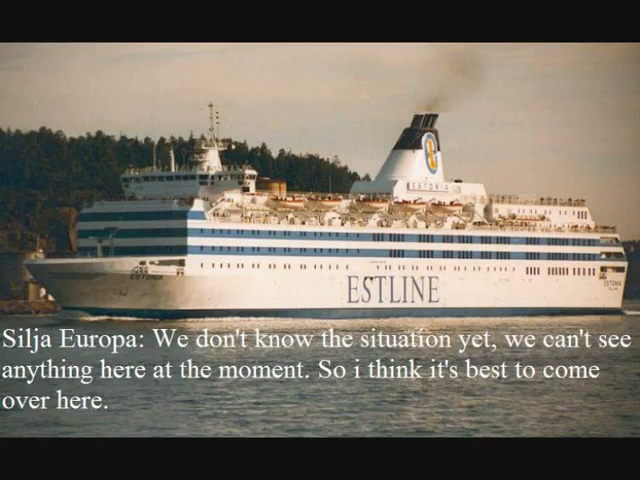 ESTONIA
ESTONIA
ESTONIA
ESTLINE
Silja Europa: We don't know the situation yet, we can't see
anything here at the moment. So i think it's best to come
over here.